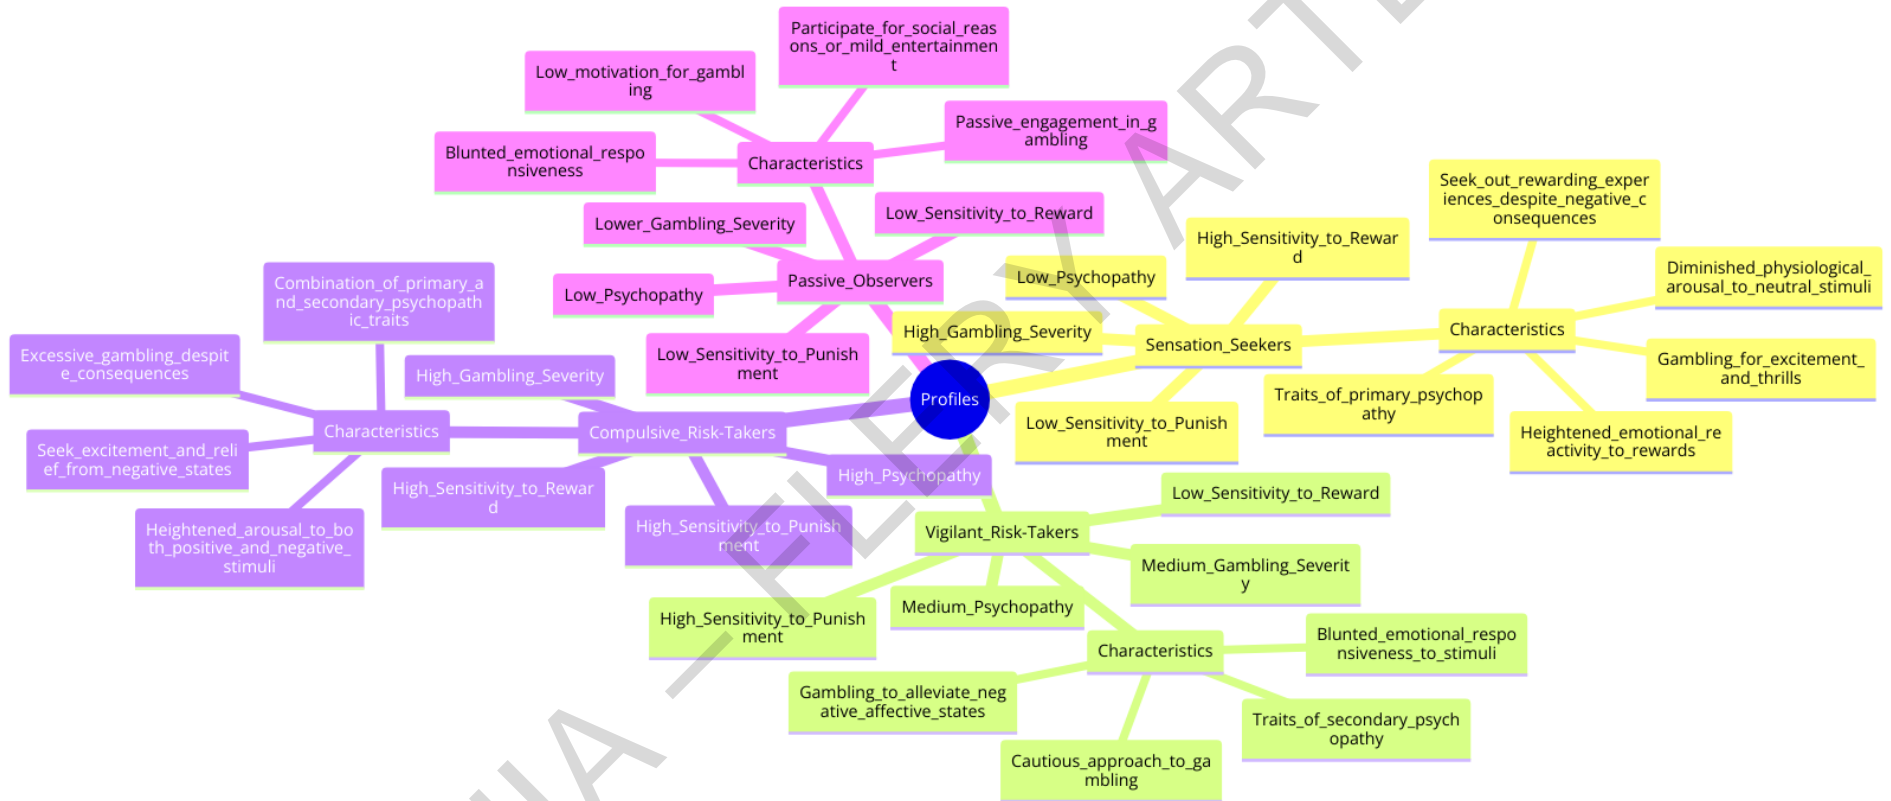 Participate_for_social_reas
ons_or_mild_entertainmen
t
Low_motivation_for_gambl
ing
Passive_engagement_in_g
ambling
Blunted_emotional_respo
nsiveness
Characteristics
Lower_Gambling_Severity
Low_Sensitivity_to_Reward
Low_Psychopathy
Passive_Observers
Low_Sensitivity_to_Punish
ment
Seek_out_rewarding_exper
iences_despite_negative_c
onsequences
High_Sensitivity_to_Rewar
d
Low_Psychopathy
Diminished_physiological_
arousal_to_neutral_stimuli
High_Gambling_Severity
Sensation_Seekers
Characteristics
Gambling_for_excitement_
and_thrills
Traits_of_primary_psychop
athy
Low_Sensitivity_to_Punish
ment
Heightened_emotional_re
activity_to_rewards
Profiles
Combination_of_primary_a
nd_secondary_psychopath
ic_traits
Excessive_gambling_despit
e_consequences
High_Gambling_Severity
Characteristics
Compulsive_Risk-Takers
Seek_excitement_and_reli
ef_from_negative_states
High_Sensitivity_to_Rewar
d
High_Psychopathy
Heightened_arousal_to_bo
th_positive_and_negative_
stimuli
High_Sensitivity_to_Punish
ment
Low_Sensitivity_to_Reward
Vigilant_Risk-Takers
Medium_Gambling_Severit
y
Medium_Psychopathy
High_Sensitivity_to_Punish
ment
Characteristics
Blunted_emotional_respo
nsiveness_to_stimuli
Gambling_to_alleviate_neg
ative_affective_states
Traits_of_secondary_psych
opathy
Cautious_approach_to_ga
mbling